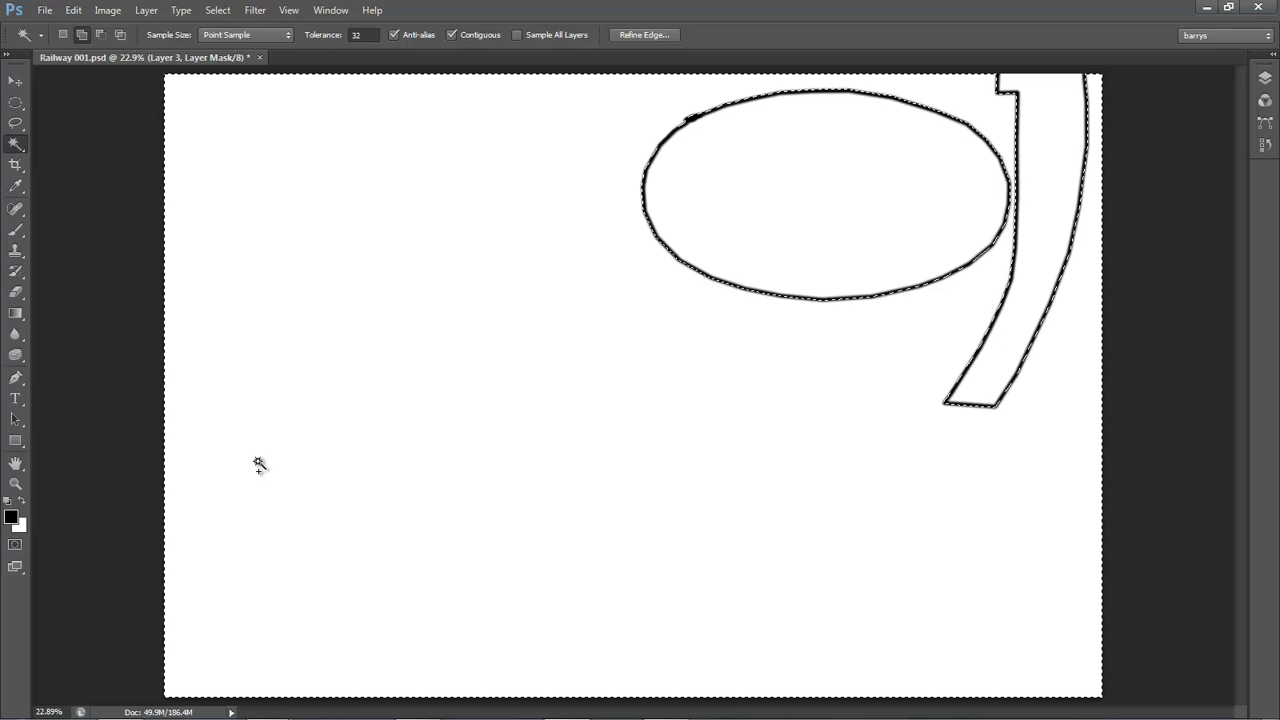 Ps File Edit Image Layer Type Select Filter View Window Help
Sample Size: Point Sample Tolerance: 32 Anti-alias Contiguous Sample All Layers Refine Edge... barrys
Railway 001.psd @ 22.9% (Layer 3, Layer Mask/8) * ×
T
22.89% Doc: 49.9M/186.4M